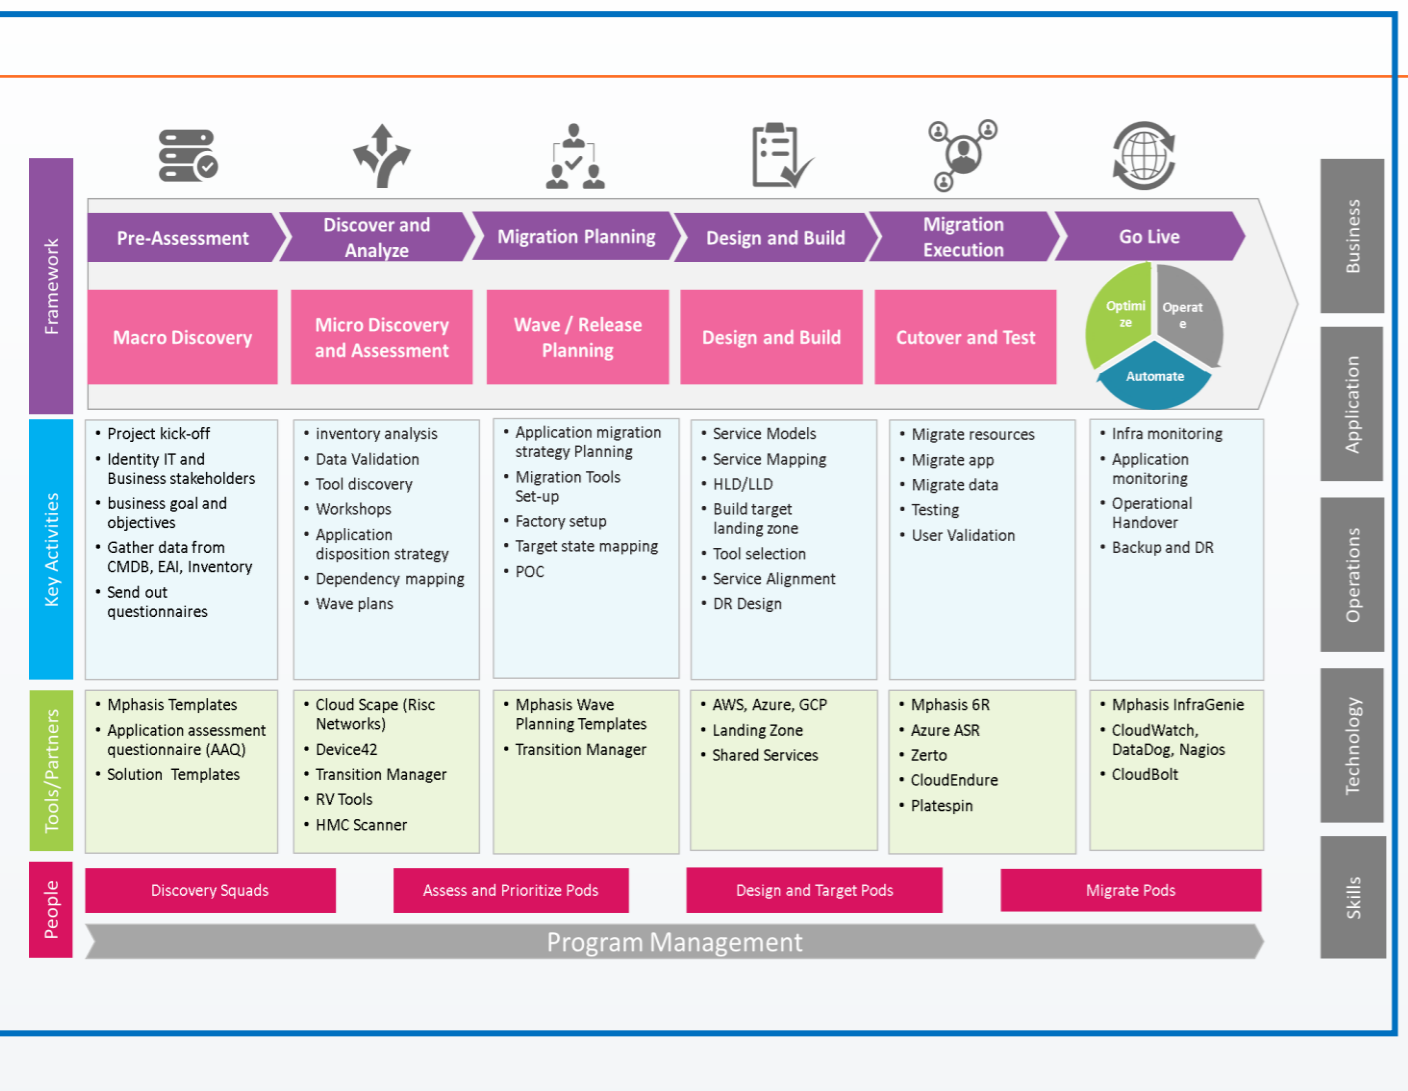 Framework
Pre-Assessment
Discover and
Analyze
Migration Planning
Design and Build
Migration
Execution
Go Live
Macro Discovery
Micro Discovery
and Assessment
Wave / Release
Planning
Design and Build
Cutover and Test
Optimi
ze
Operat
e
Automate
Key Activities
• Project kick-off
• Identity IT and
Business stakeholders
• business goal and
objectives
• Gather data from
CMDB, EAI, Inventory
• Send out
questionnaires
• inventory analysis
• Data Validation
• Tool discovery
• Workshops
• Application
disposition strategy
• Dependency mapping
• Wave plans
• Application migration
strategy Planning
• Migration Tools
Set-up
• Factory setup
• Target state mapping
• POC
• Service Models
• Service Mapping
• HLD/LLD
• Build target
landing zone
• Tool selection
• Service Alignment
• DR Design
• Migrate resources
• Migrate app
• Migrate data
• Testing
• User Validation
• Infra monitoring
• Application
monitoring
• Operational
Handover
• Backup and DR
Tools/Partners
• Mphasis Templates
• Application assessment
questionnaire (AAQ)
• Solution Templates
• Cloud Scape (Risc
Networks)
• Device42
• Transition Manager
• RV Tools
• HMC Scanner
• Mphasis Wave
Planning Templates
• Transition Manager
• AWS, Azure, GCP
• Landing Zone
• Shared Services
• Mphasis 6R
• Azure ASR
• Zerto
• CloudEndure
• Platespin
• Mphasis InfraGenie
• CloudWatch,
DataDog, Nagios
• CloudBolt
People
Discovery Squads
Assess and Prioritize Pods
Design and Target Pods
Migrate Pods
Program Management
Business
Application
Operations
Technology
Skills